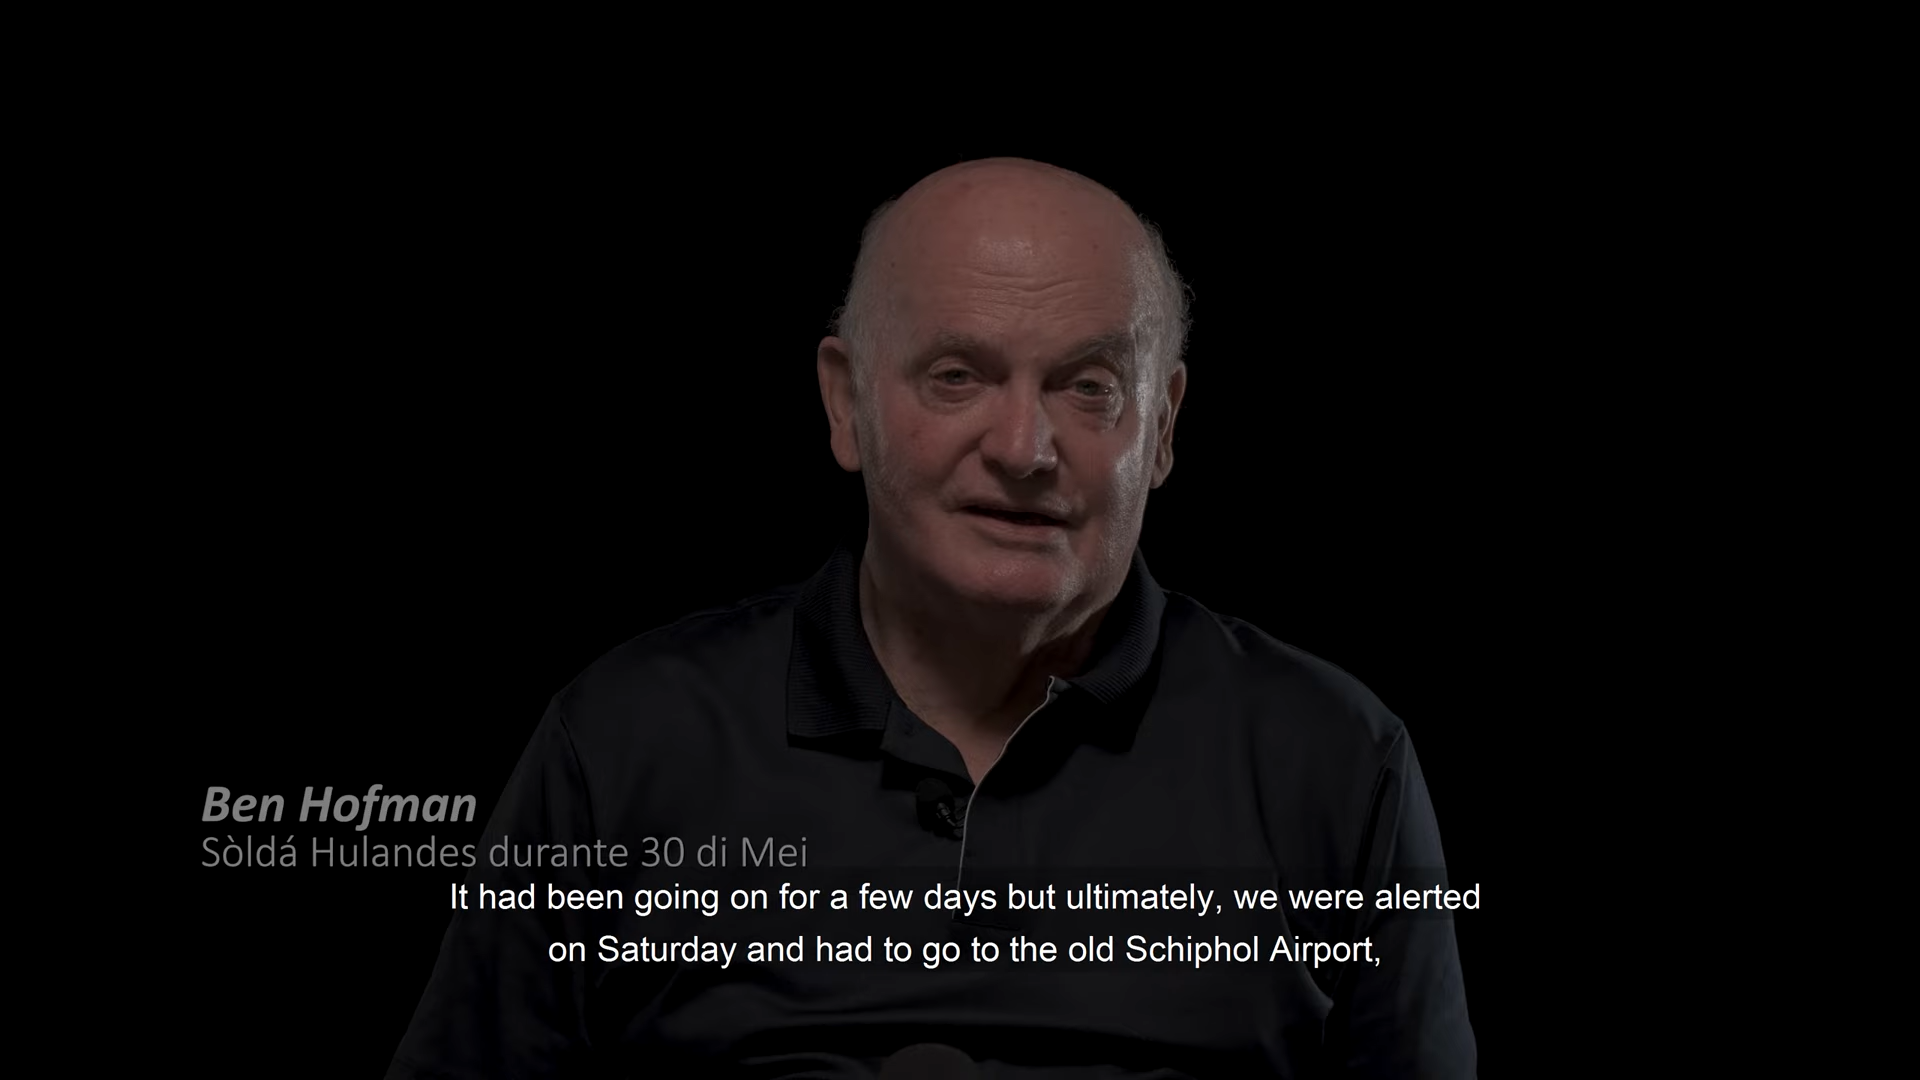 Ben Hofman
Sòldá Hulandes durante 30 di Mei
It had been going on for a few days but ultimately, we were alerted
on Saturday and had to go to the old Schiphol Airport,